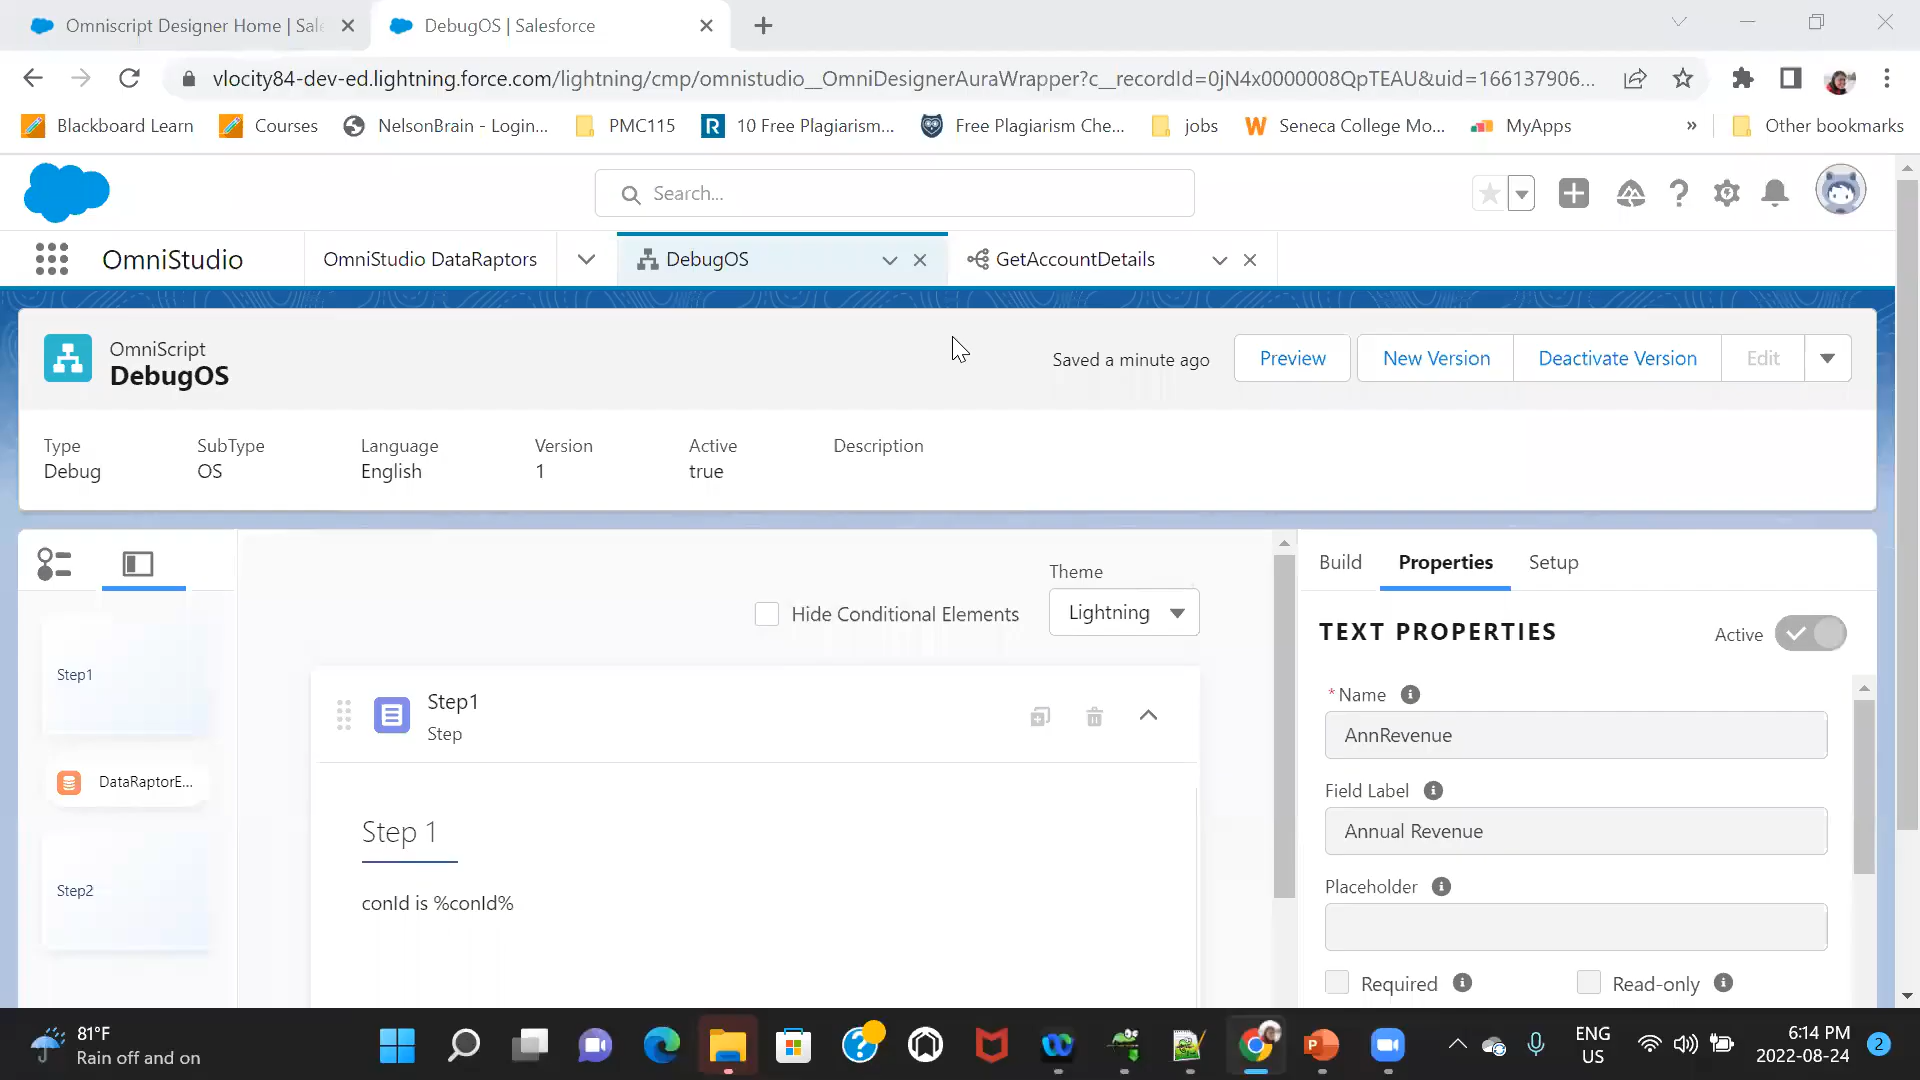 Omniscript Designer Home | Sale
DebugOS | Salesforce
vlocity84-dev-ed.lightning.force.com/lightning/cmp/omnistudio__OmniDesignerAuraWrapper?c__recordId=0jN4x0000008QpTEAU&uid=166137906...
Blackboard Learn
Courses
NelsonBrain - Login...
PMC115
10 Free Plagiarism...
Free Plagiarism Che...
jobs
Seneca College Mo...
MyApps
»
Other bookmarks
Search...
OmniStudio
OmniStudio DataRaptors
DebugOS
GetAccountDetails
OmniScript
DebugOS
Saved a minute ago
Preview
New Version
Deactivate Version
Edit
Type
SubType
Language
Version
Active
Description
Debug
OS
English
1
true
Build
Properties
Setup
Theme
Hide Conditional Elements
Lightning
TEXT PROPERTIES
Active
Step1
Step1
Step
*Name
AnnRevenue
DataRaptorE...
Field Label
Annual Revenue
Step 1
Placeholder
Step2
conId is %conId%
Required
Read-only
81°F
Rain off and on
ENG
US
6:14 PM
2022-08-24
2